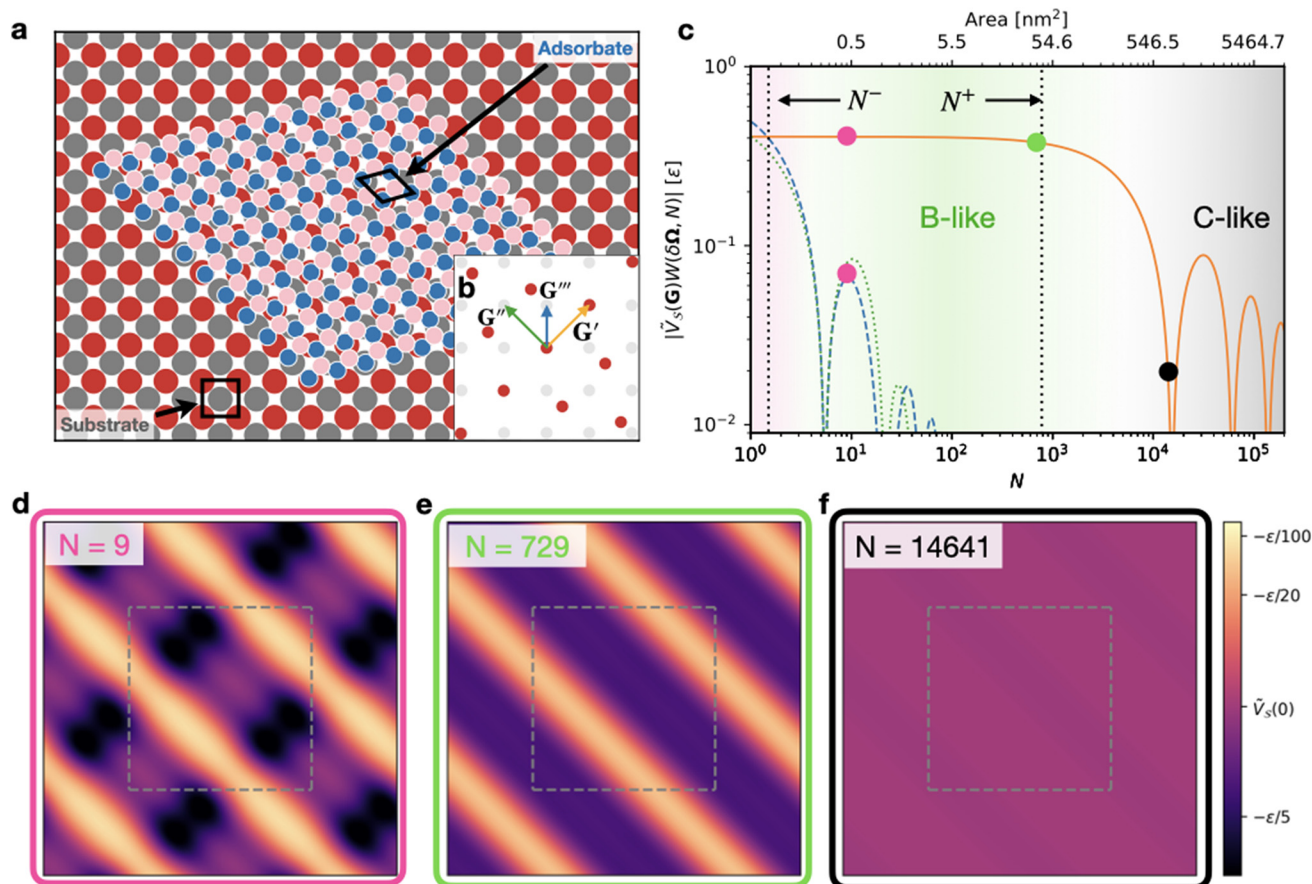 a
Adsorbate
Substrate
b
G''
G'''
G'
c
Area [nm²]
0.5 5.5 54.6 546.5 5464.7
|Ṽ_S(G)W(δΩ, N)| [ε]
10⁰
10⁻¹
10⁻²
N⁻ N⁺
B-like
C-like
10⁰ 10¹ 10² 10³ 10⁴ 10⁵
N
d
N = 9
e
N = 729
f
N = 14641
−ε/100
−ε/20
Ṽ_S(0)
−ε/5